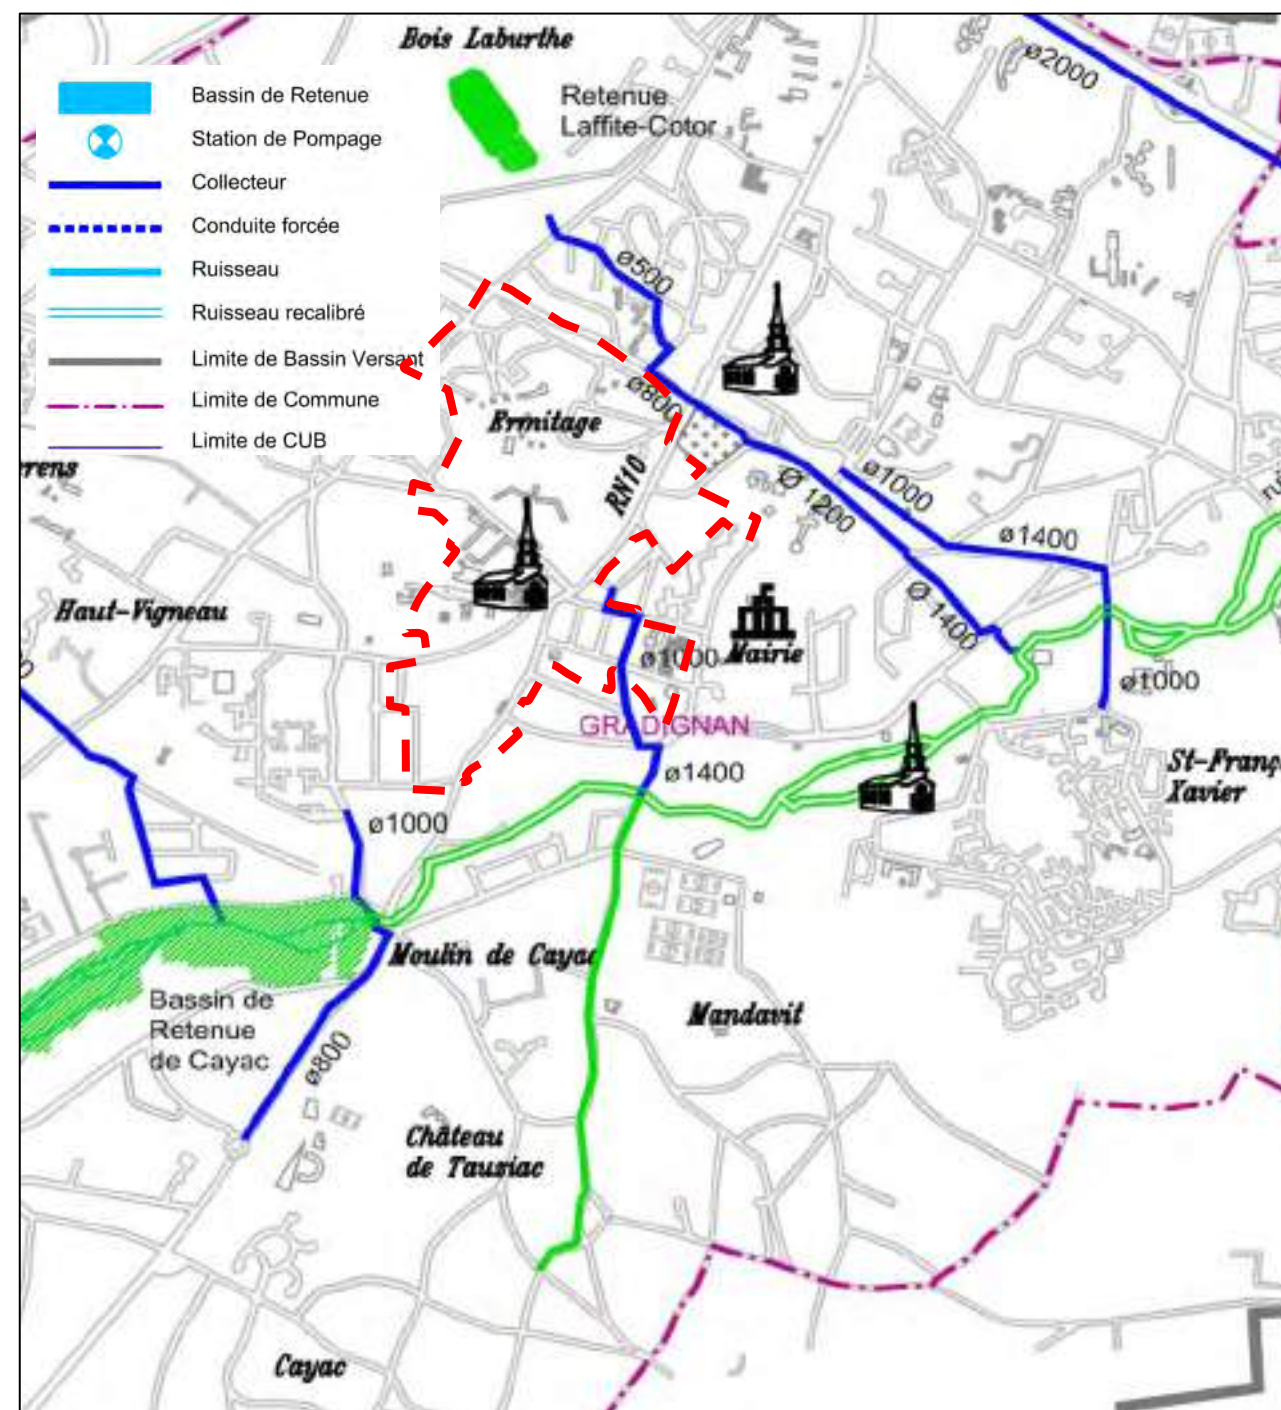 Bois Laburthe
Retenue
Laffite-Cotor
ø2000
Bassin de Retenue
Station de Pompage
Collecteur
Conduite forcée
Ruisseau
Ruisseau recalibré
Limite de Bassin Versant
Limite de Commune
Limite de CUB
ø500
ø800
Ermitage
RN10
ø1000
Ø 1200
ø1400
Ø 1400
Haut-Vigneau
Mairie
ø1000
ø1000
GRADIGNAN
ø1400
St-Franç
Xavier
ø1000
Moulin de Cayac
Bassin de
Retenue
de Cayac
Mandavit
ø800
Château
de Tauziac
Cayac